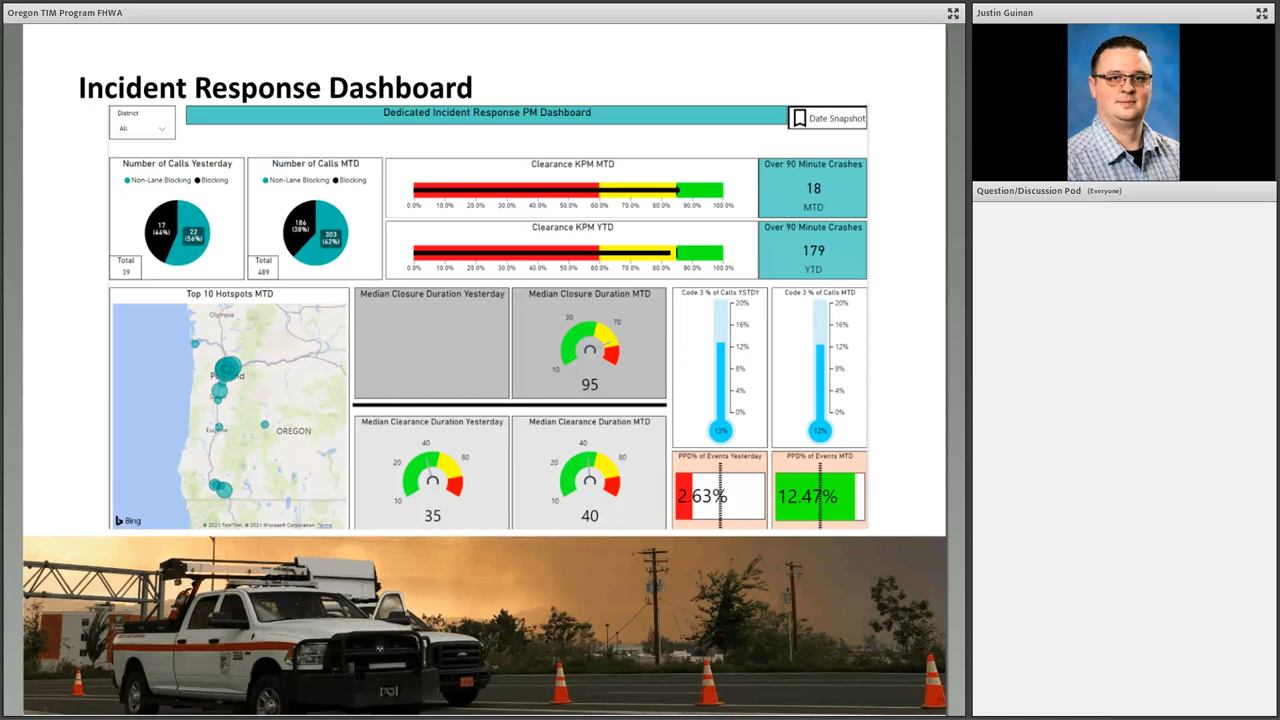 Oregon TIM Program FHWA
Justin Guinan
Question/Discussion Pod (Everyone)
Incident Response Dashboard
District
All
Dedicated Incident Response PM Dashboard
Date Snapshot
Number of Calls Yesterday
Non-Lane Blocking Blocking
17
(44%)
22
(56%)
Total
39
Number of Calls MTD
Non-Lane Blocking Blocking
186
(38%)
303
(62%)
Total
489
Clearance KPM MTD
0.0% 10.0% 20.0% 30.0% 40.0% 50.0% 60.0% 70.0% 80.0% 90.0% 100.0%
Over 90 Minute Crashes
18
MTD
Clearance KPM YTD
0.0% 10.0% 20.0% 30.0% 40.0% 50.0% 60.0% 70.0% 80.0% 90.0% 100.0%
Over 90 Minute Crashes
179
YTD
Top 10 Hotspots MTD
Olympia
OREGON
Bing
© 2021 TomTom, © 2021 Microsoft Corporation Terms
Median Closure Duration Yesterday
Median Closure Duration MTD
30
70
10
95
Median Clearance Duration Yesterday
40
20
80
10
35
Median Clearance Duration MTD
40
20
80
10
40
Code 3 % of Calls YSTDY
20%
16%
12%
8%
4%
0%
13%
Code 3 % of Calls MTD
20%
16%
12%
8%
4%
0%
12%
PPD% of Events Yesterday
2.63%
PPD% of Events MTD
12.47%